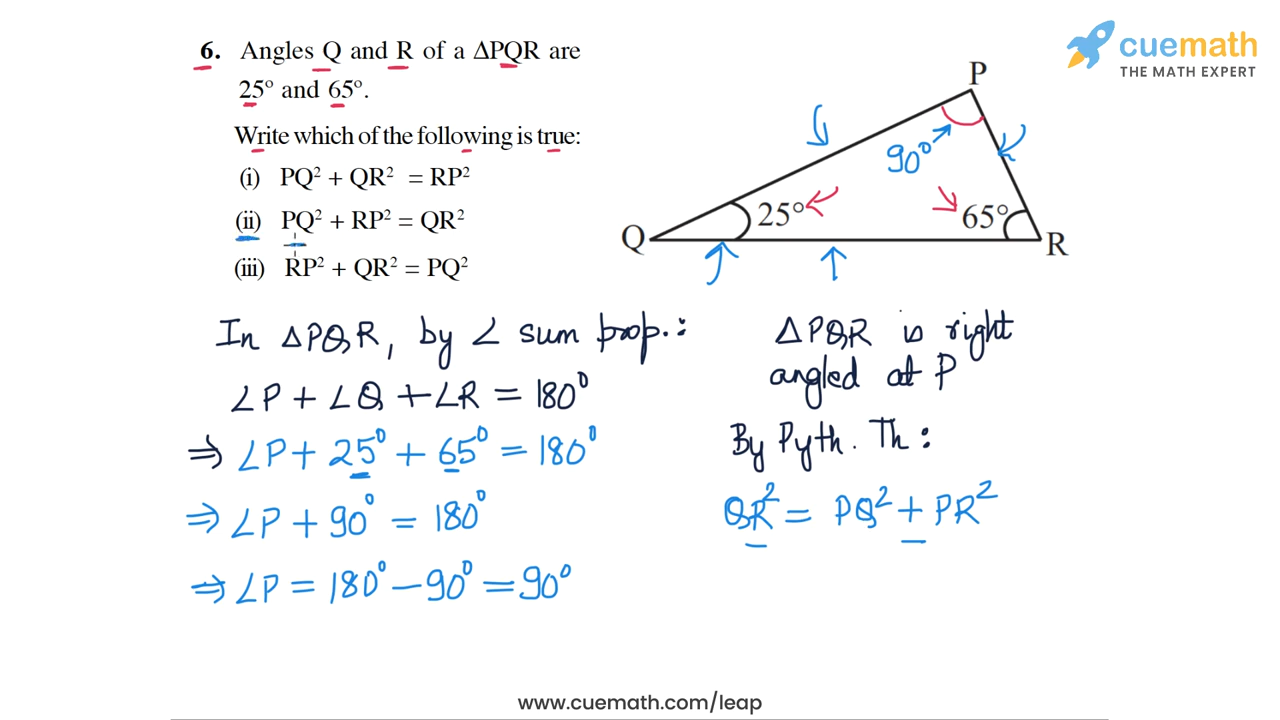 6. Angles Q and R of a ΔPQR are
25° and 65°.
Write which of the following is true:
(i) PQ² + QR² = RP²
(ii) PQ² + RP² = QR²
(iii) RP² + QR² = PQ²
cuemath
THE MATH EXPERT
P
90°
25°
65°
Q
R
In ΔPQR, by ∠ sum prop.:
∠P + ∠Q + ∠R = 180°
⇒ ∠P + 25° + 65° = 180°
⇒ ∠P + 90° = 180°
⇒ ∠P = 180° – 90° = 90°
ΔPQR is right
angled at P
By Pyth. Th:
QR² = PQ² + PR²
www.cuemath.com/leap